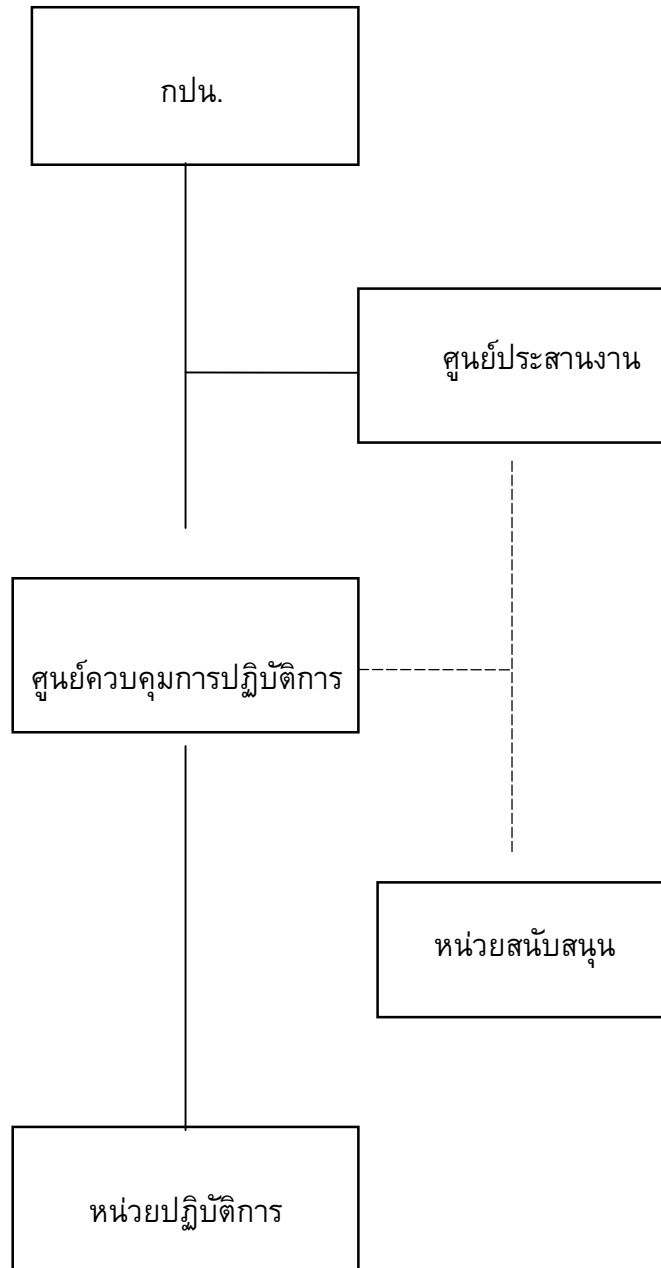 กปน.
ศูนย์ประสานงาน
ศูนย์ควบคุมการปฏิบัติการ
หน่วยสนับสนุน
หน่วยปฏิบัติการ